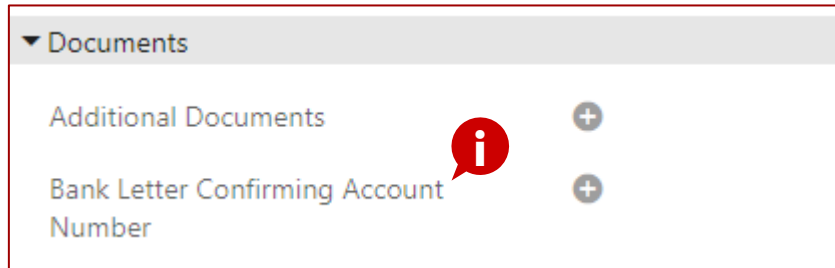 Documents
Additional Documents
i
Bank Letter Confirming Account
Number